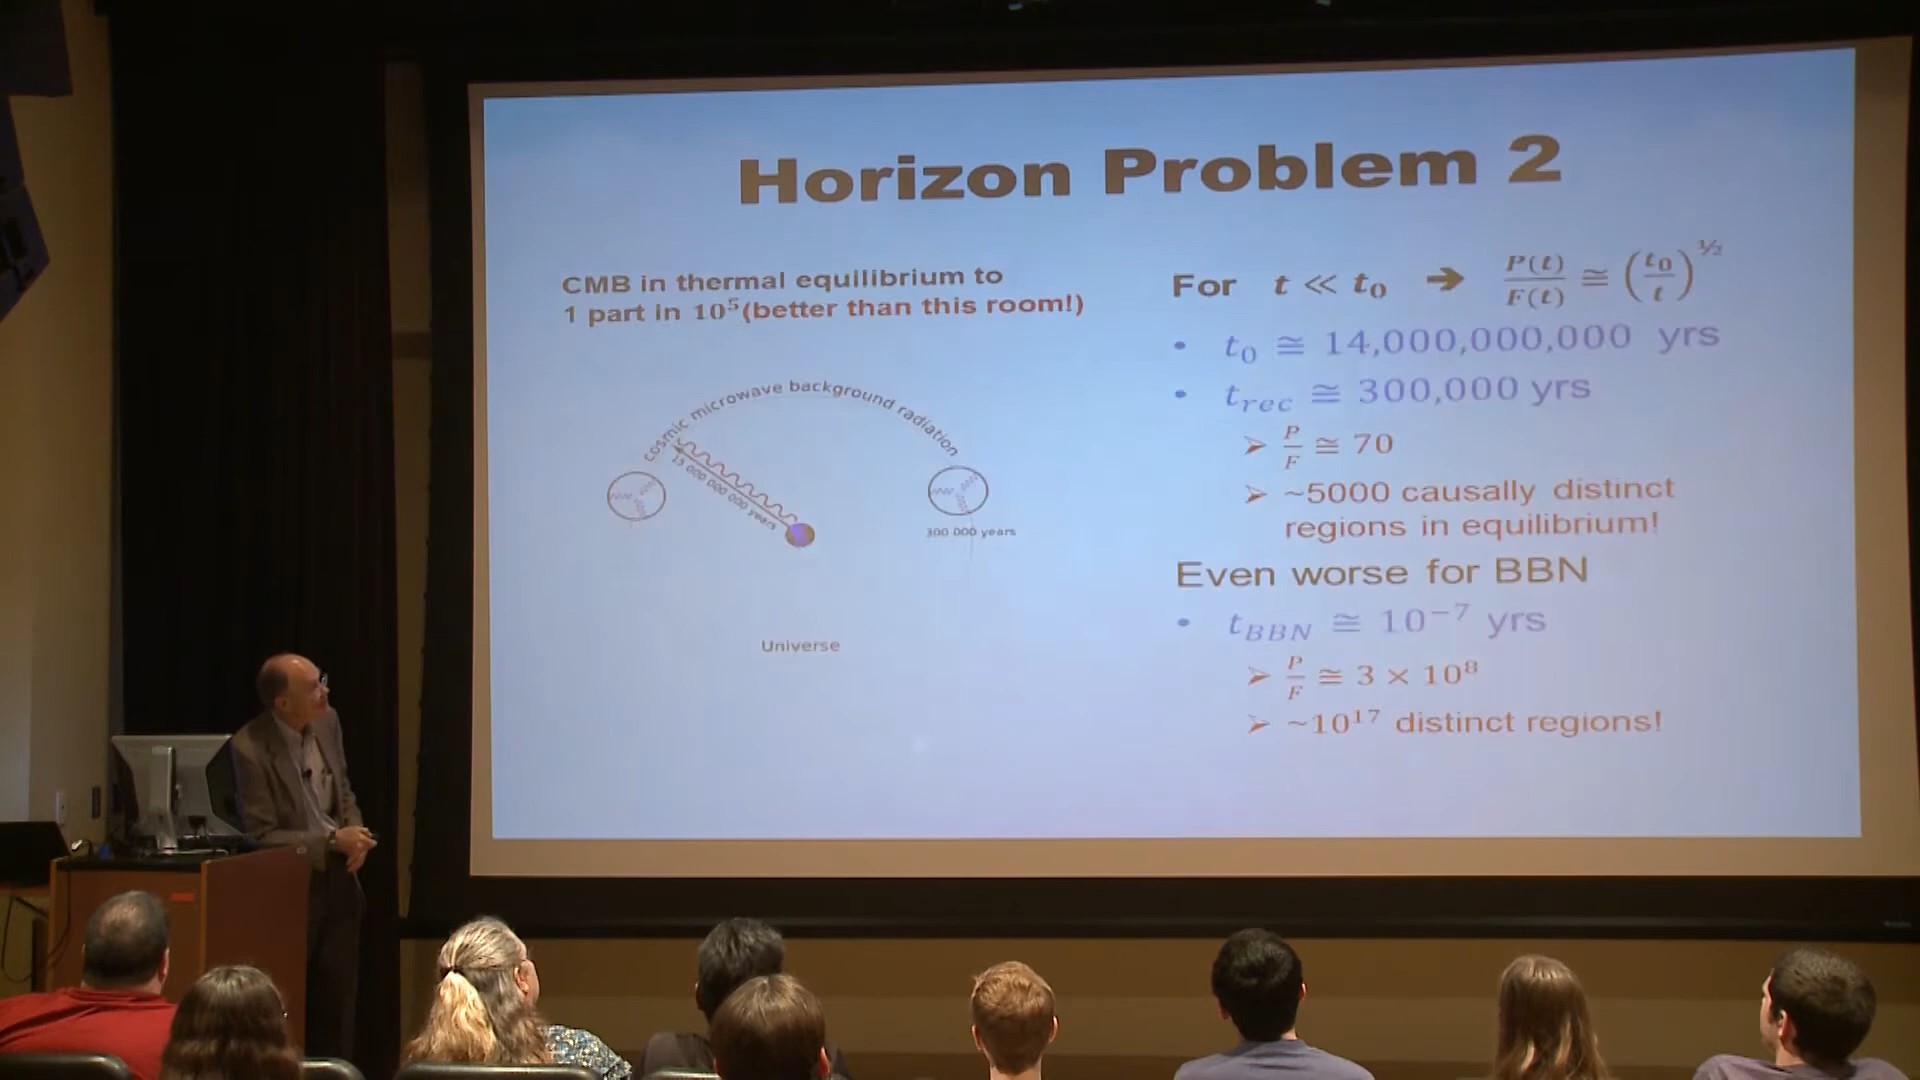 Horizon Problem 2
CMB in thermal equilibrium to
1 part in 10⁵(better than this room!)
cosmic microwave background radiation
15 000 000 000 years
300 000 years
Universe
For t ≪ t₀ ➔ P(t)/F(t) ≅ (t₀/t)^½
• t₀ ≅ 14,000,000,000 yrs
• t_rec ≅ 300,000 yrs
➢ P/F ≅ 70
➢ ~5000 causally distinct
regions in equilibrium!
Even worse for BBN
• t_BBN ≅ 10⁻⁷ yrs
➢ P/F ≅ 3 × 10⁸
➢ ~10¹⁷ distinct regions!